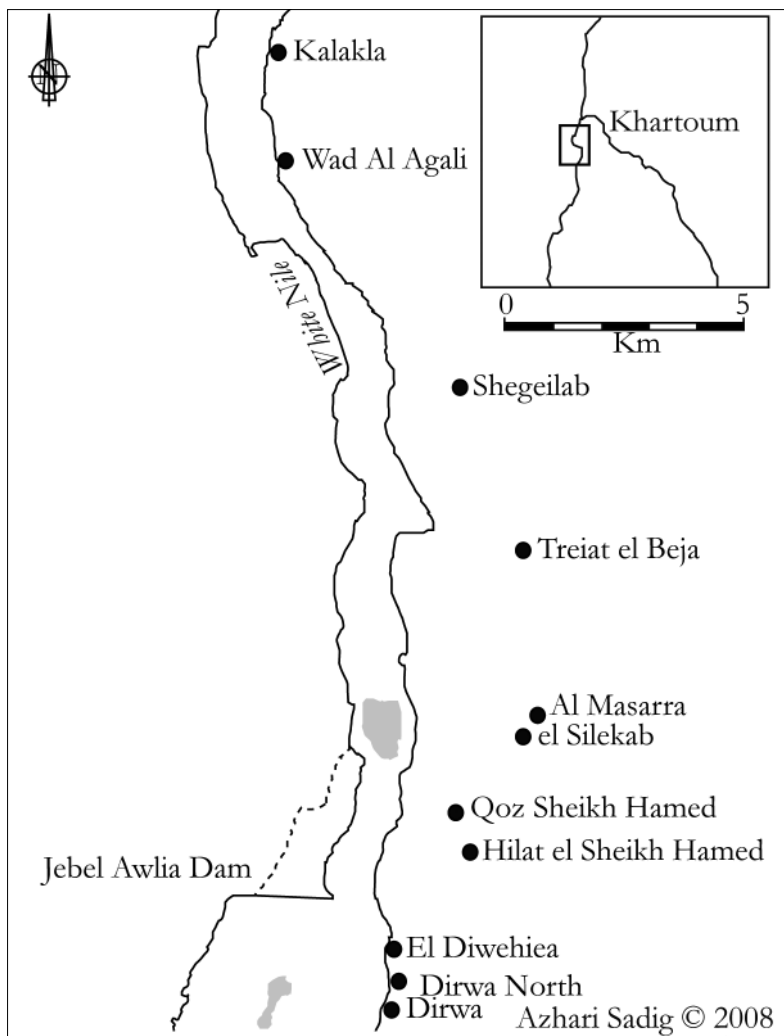 N
Kalakla
Khartoum
Wad Al Agali
White Nile
0 5
Km
Shegeilab
Treiat el Beja
Al Masarra
el Silekab
Qoz Sheikh Hamed
Hilat el Sheikh Hamed
Jebel Awlia Dam
El Diwehiea
Dirwa North
Dirwa
Azhari Sadig © 2008